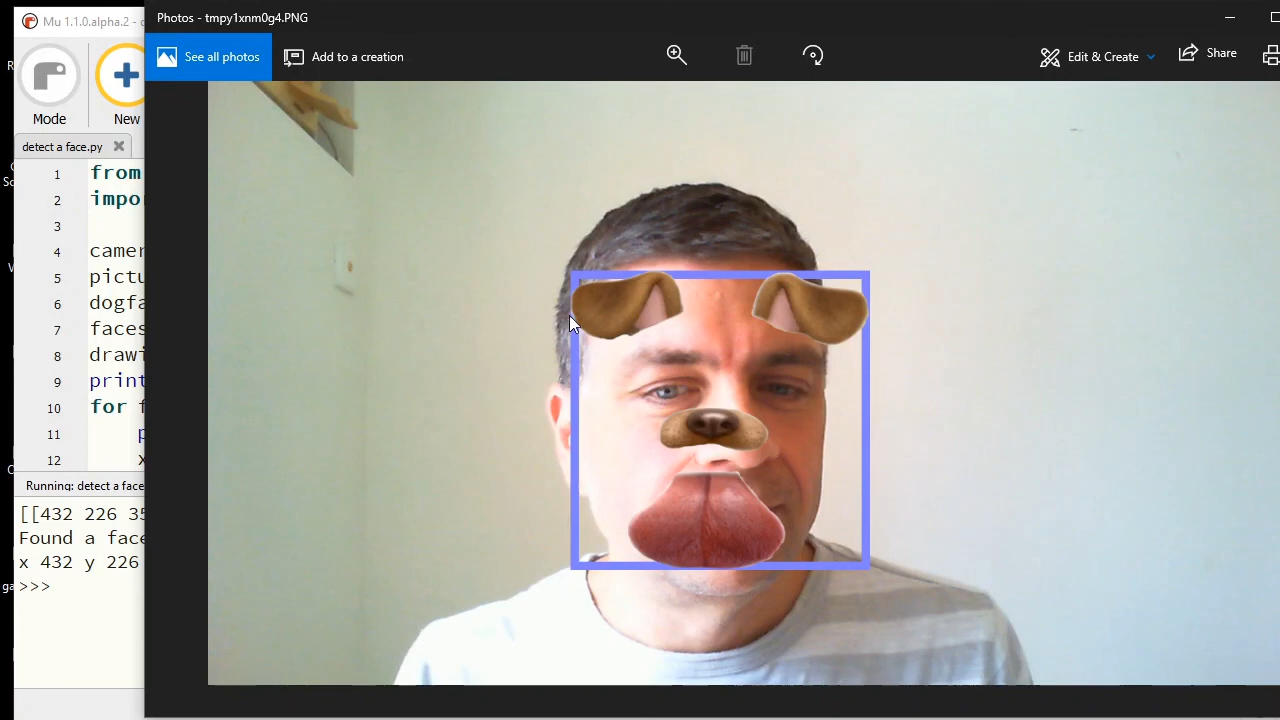 Mu 1.1.0.alpha.2 - d
Photos - tmpy1xnm0g4.PNG
See all photos
Add to a creation
Edit & Create
Share
Mode
New
detect a face.py
1 from
2 impo
3
4 camer
5 pictu
6 dogfa
7 faces
8 drawi
9 print
10 for f
11 p
12 x
Running: detect a face
[[432 226 35
Found a face
x 432 y 226
>>>